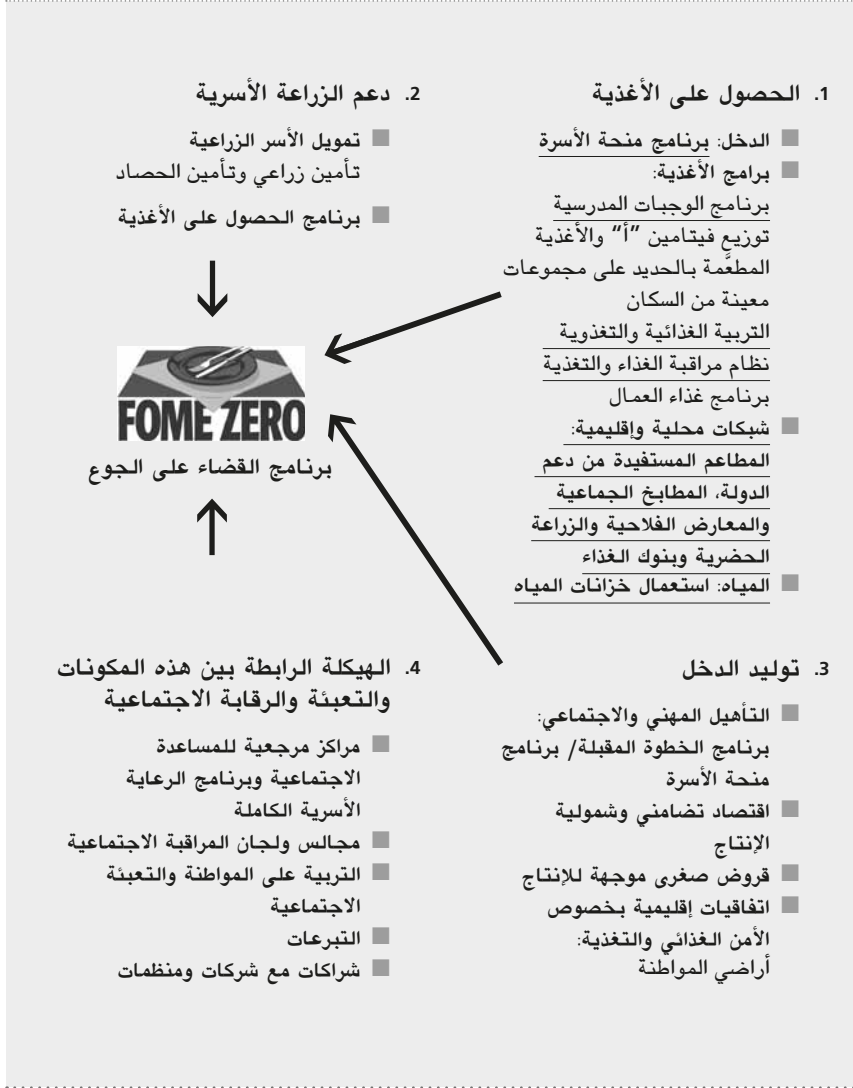 1. الحصول على الأغذية
■ الدخل: برنامج منحة الأسرة
■ برامج الأغذية:
برنامج الوجبات المدرسية
توزيع فيتامين "أ" والأغذية
المطعَّمة بالحديد على مجموعات
معينة من السكان
التربية الغذائية والتغذوية
نظام مراقبة الغذاء والتغذية
برنامج غذاء العمال
■ شبكات محلية وإقليمية:
المطاعم المستفيدة من دعم
الدولة، المطابخ الجماعية
والمعارض الفلاحية والزراعة
الحضرية وبنوك الغذاء
■ المياه: استعمال خزانات المياه
2. دعم الزراعة الأسرية
■ تمويل الأسر الزراعية
تأمين زراعي وتأمين الحصاد
■ برنامج الحصول على الأغذية
FOME ZERO
برنامج القضاء على الجوع
3. توليد الدخل
■ التأهيل المهني والاجتماعي:
برنامج الخطوة المقبلة/ برنامج
منحة الأسرة
■ اقتصاد تضامني وشمولية
الإنتاج
■ قروض صغرى موجهة للإنتاج
■ اتفاقيات إقليمية بخصوص
الأمن الغذائي والتغذية:
أراضي المواطنة
4. الهيكلة الرابطة بين هذه المكونات
والتعبئة والرقابة الاجتماعية
■ مراكز مرجعية للمساعدة
الاجتماعية وبرنامج الرعاية
الأسرية الكاملة
■ مجالس ولجان المراقبة الاجتماعية
■ التربية على المواطنة والتعبئة
الاجتماعية
■ التبرعات
■ شراكات مع شركات ومنظمات